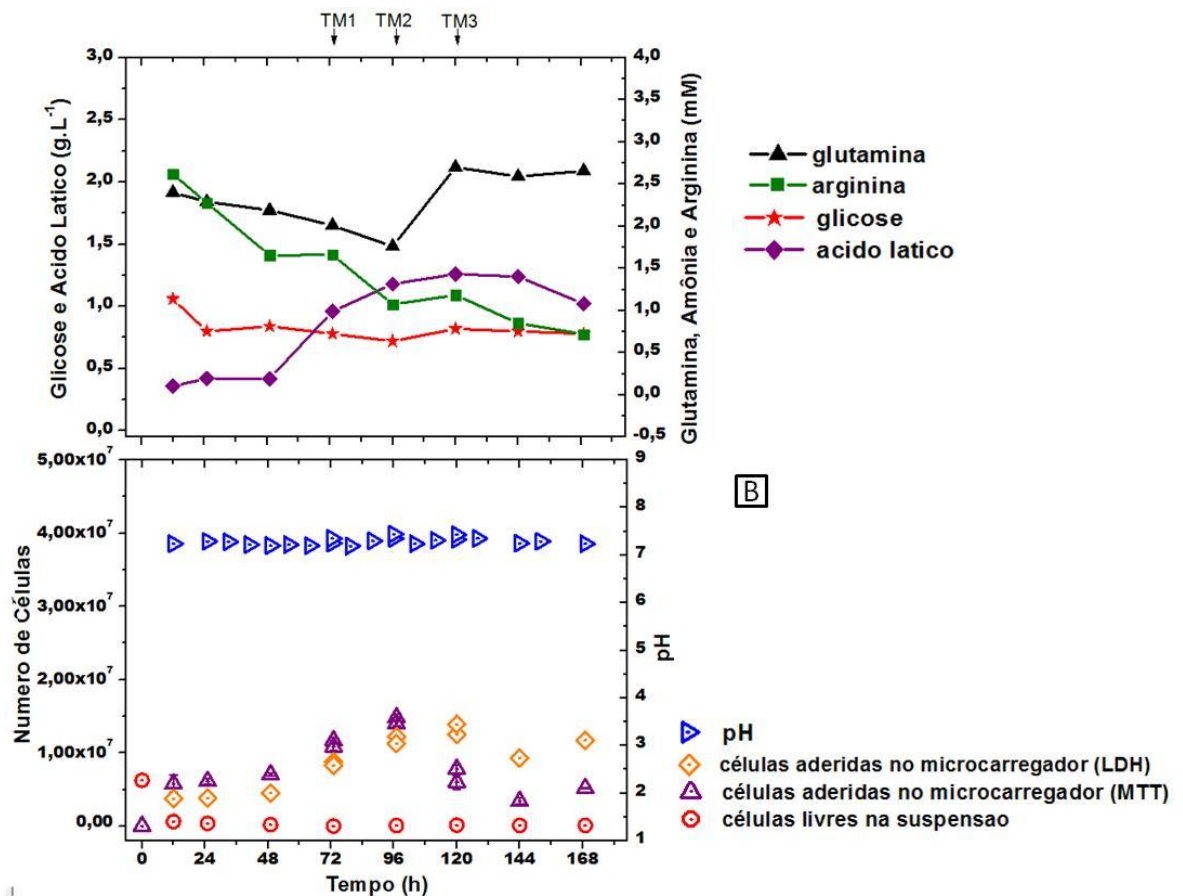 TM1 TM2 TM3
3,0
2,5
2,0
1,5
1,0
0,5
0,0
Glicose e Acido Latico (g.L⁻¹)
4,0
3,5
3,0
2,5
2,0
1,5
1,0
0,5
0,0
-0,5
Glutamina, Amônia e Arginina (mM)
glutamina
arginina
glicose
acido latico
5,00x10⁷
4,00x10⁷
3,00x10⁷
2,00x10⁷
1,00x10⁷
0,00
Numero de Células
9
8
7
6
5
4
3
2
1
pH
B
pH
células aderidas no microcarregador (LDH)
células aderidas no microcarregador (MTT)
células livres na suspensao
0 24 48 72 96 120 144 168
Tempo (h)